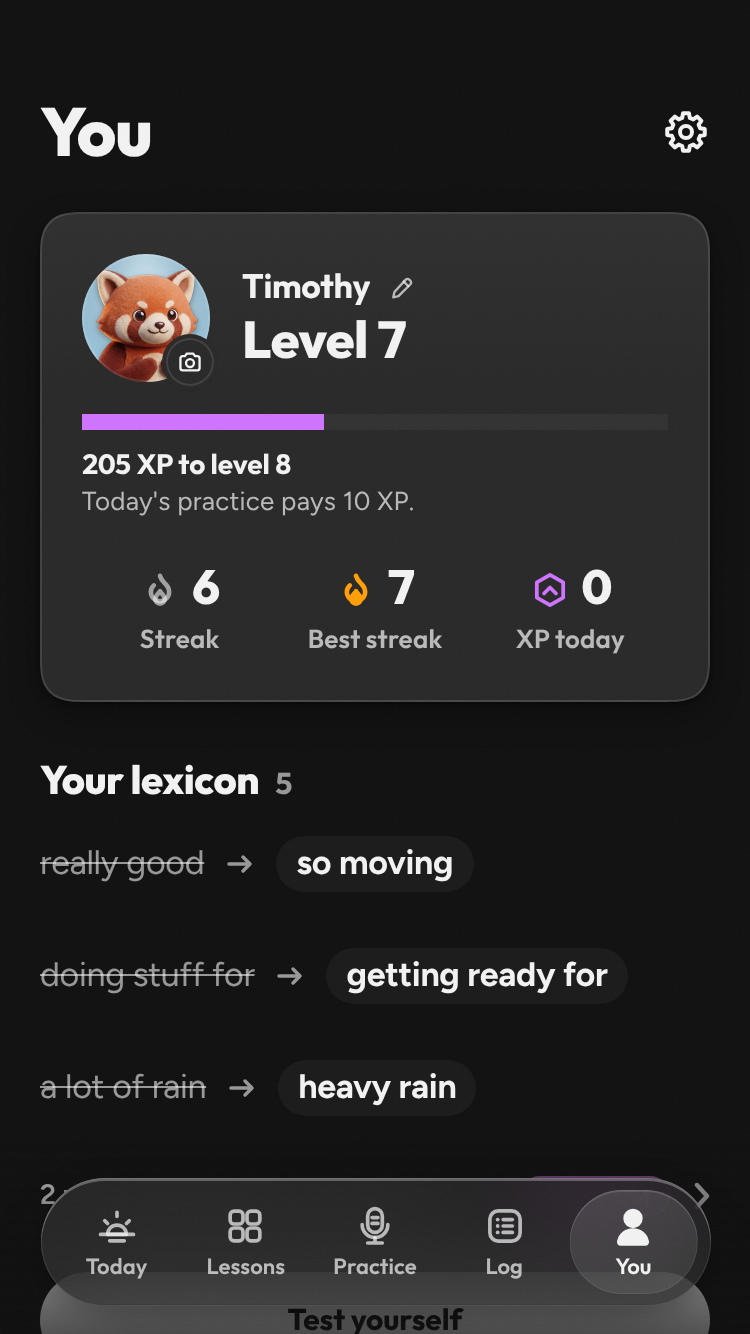 You
Timothy
Level 7
205 XP to level 8
Today's practice pays 10 XP.
6 7 0
Streak Best streak XP today
Your lexicon 5
really good → so moving
doing stuff for → getting ready for
a lot of rain → heavy rain
2
Today Lessons Practice Log You
Test yourself